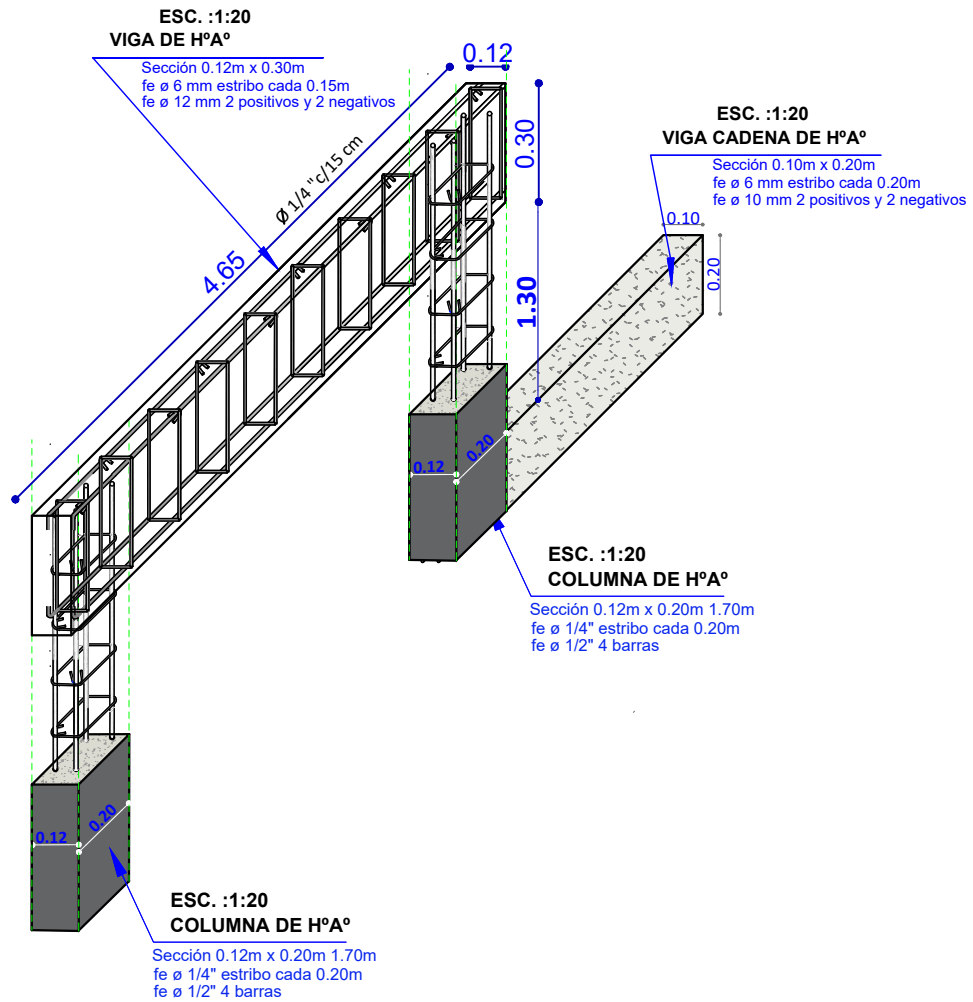 ESC. :1:20
VIGA DE HºAº
Sección 0.12m x 0.30m
fe ø 6 mm estribo cada 0.15m
fe ø 12 mm 2 positivos y 2 negativos
0.12
0.30
Ø 1/4 "c/15 cm
4.65
1.30
ESC. :1:20
VIGA CADENA DE HºAº
Sección 0.10m x 0.20m
fe ø 6 mm estribo cada 0.20m
fe ø 10 mm 2 positivos y 2 negativos
0.10
0.20
0.12
0.20
ESC. :1:20
COLUMNA DE HºAº
Sección 0.12m x 0.20m 1.70m
fe ø 1/4" estribo cada 0.20m
fe ø 1/2" 4 barras
0.12
0.20
ESC. :1:20
COLUMNA DE HºAº
Sección 0.12m x 0.20m 1.70m
fe ø 1/4" estribo cada 0.20m
fe ø 1/2" 4 barras